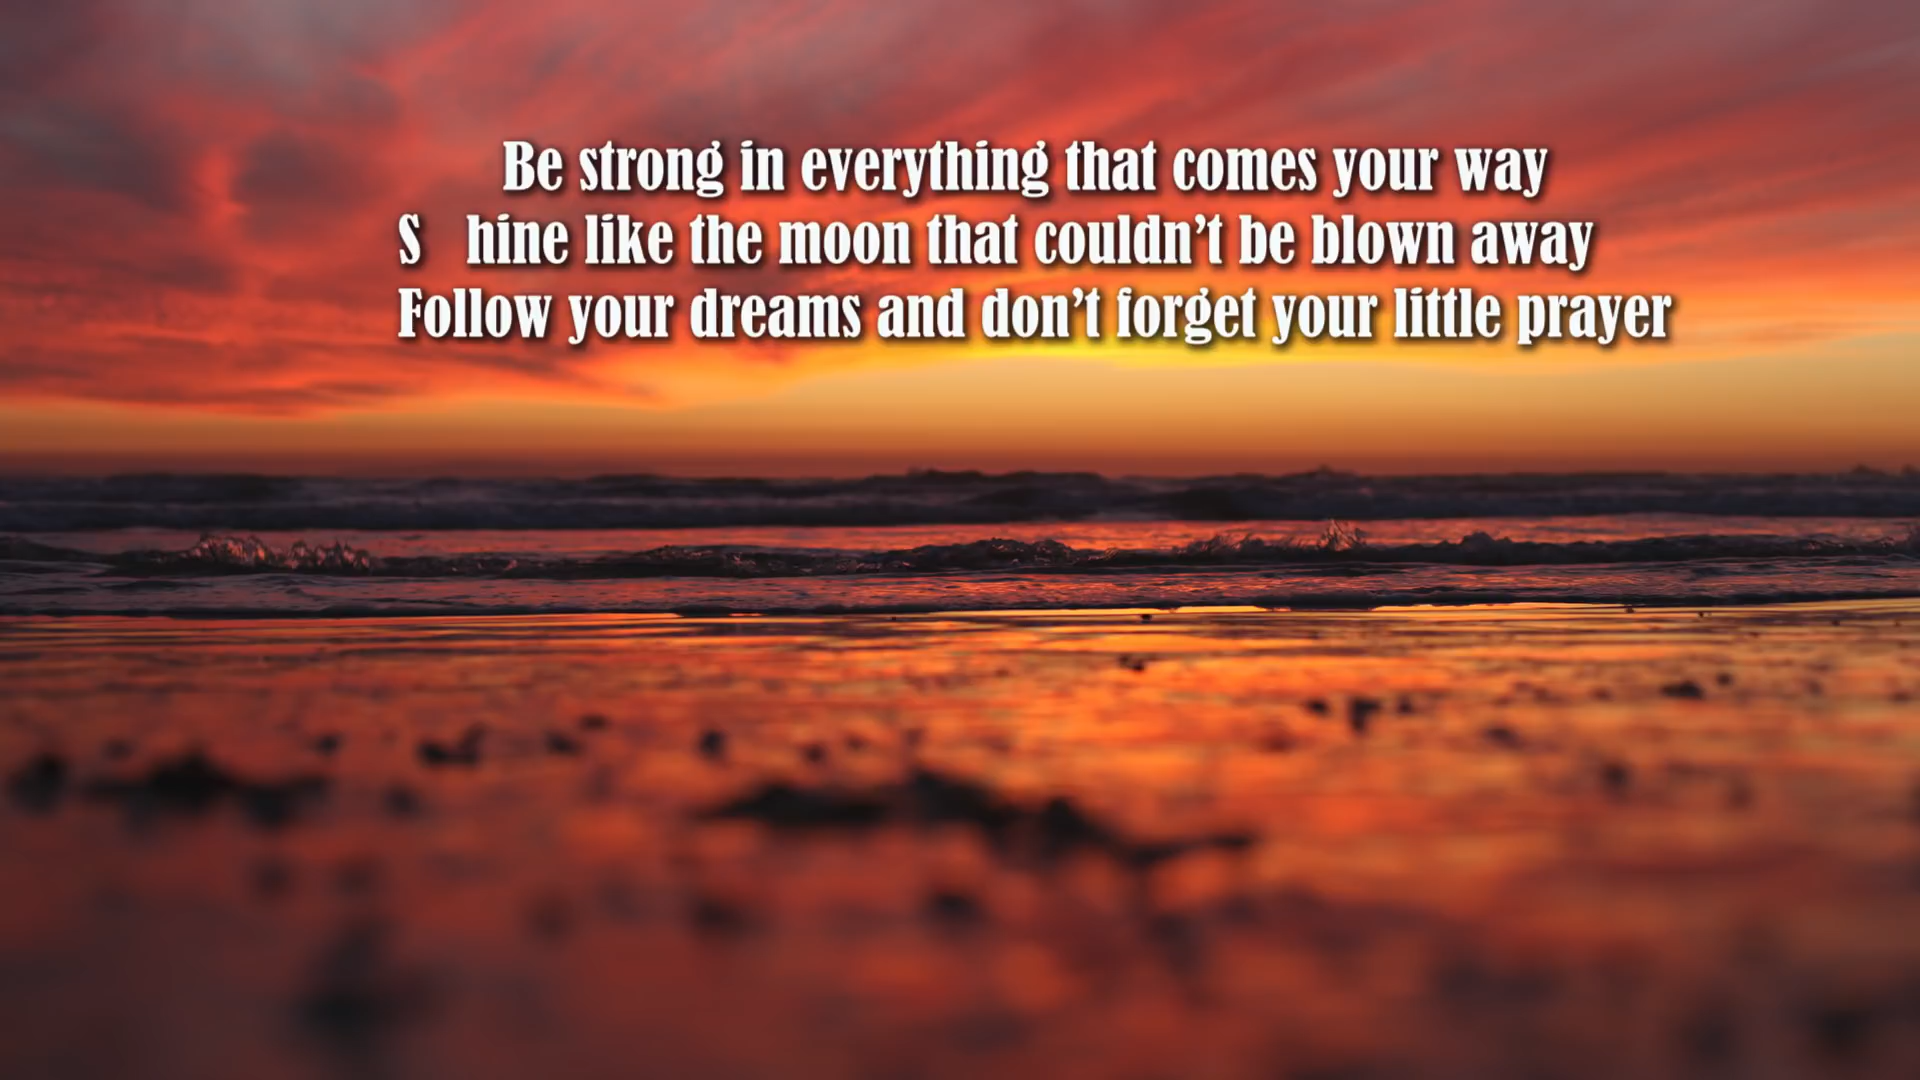 Be strong in everything that comes your way
S hine like the moon that couldn’t be blown away
Follow your dreams and don’t forget your little prayer